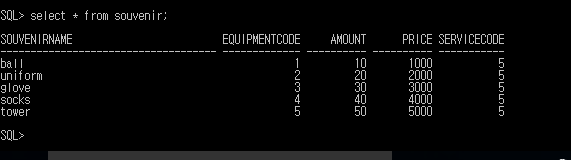 SQL> select * from souvenir;
SOUVENIRNAME EQUIPMENTCODE AMOUNT PRICE SERVICECODE
ball 1 10 1000 5
uniform 2 20 2000 5
glove 3 30 3000 5
socks 4 40 4000 5
tower 5 50 5000 5
SQL>